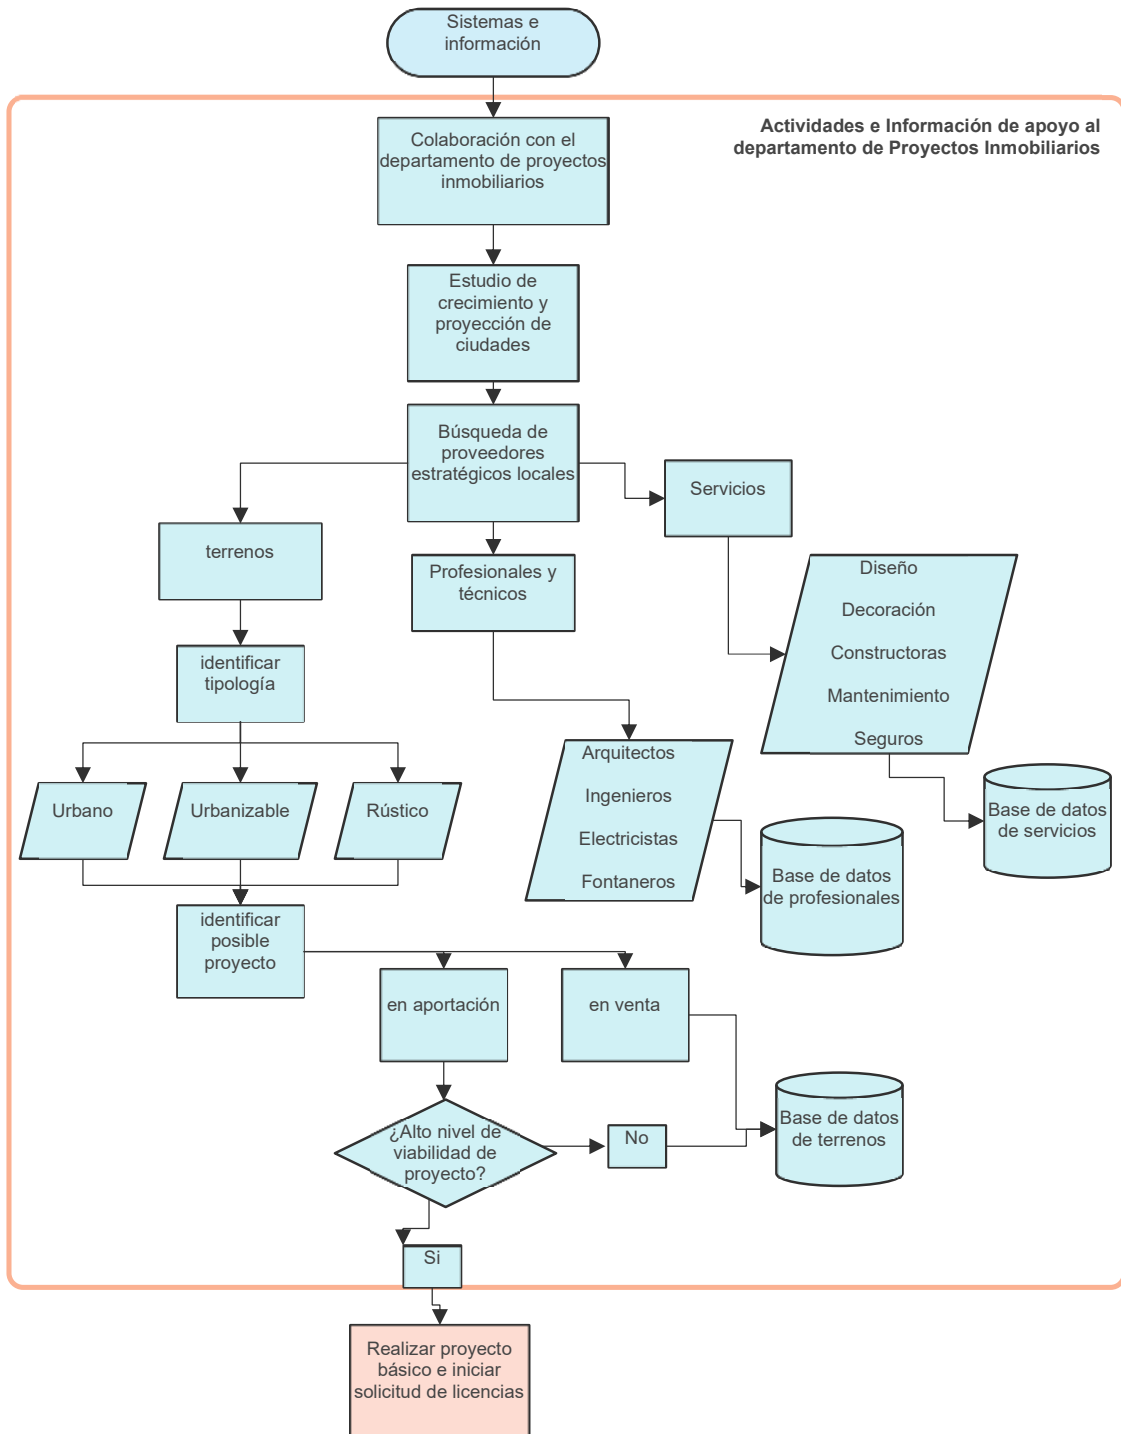 Sistemas e
información
Actividades e Información de apoyo al
departamento de Proyectos Inmobiliarios
Colaboración con el
departamento de proyectos
inmobiliarios
Estudio de
crecimiento y
proyección de
ciudades
Búsqueda de
proveedores
estratégicos locales
Servicios
terrenos
Profesionales y
técnicos
Diseño
Decoración
Constructoras
Mantenimiento
Seguros
identificar
tipología
Urbano
Urbanizable
Rústico
Arquitectos
Ingenieros
Electricistas
Fontaneros
Base de datos
de servicios
Base de datos
de profesionales
identificar
posible
proyecto
en aportación
en venta
¿Alto nivel de
viabilidad de
proyecto?
No
Base de datos
de terrenos
Si
Realizar proyecto
básico e iniciar
solicitud de licencias